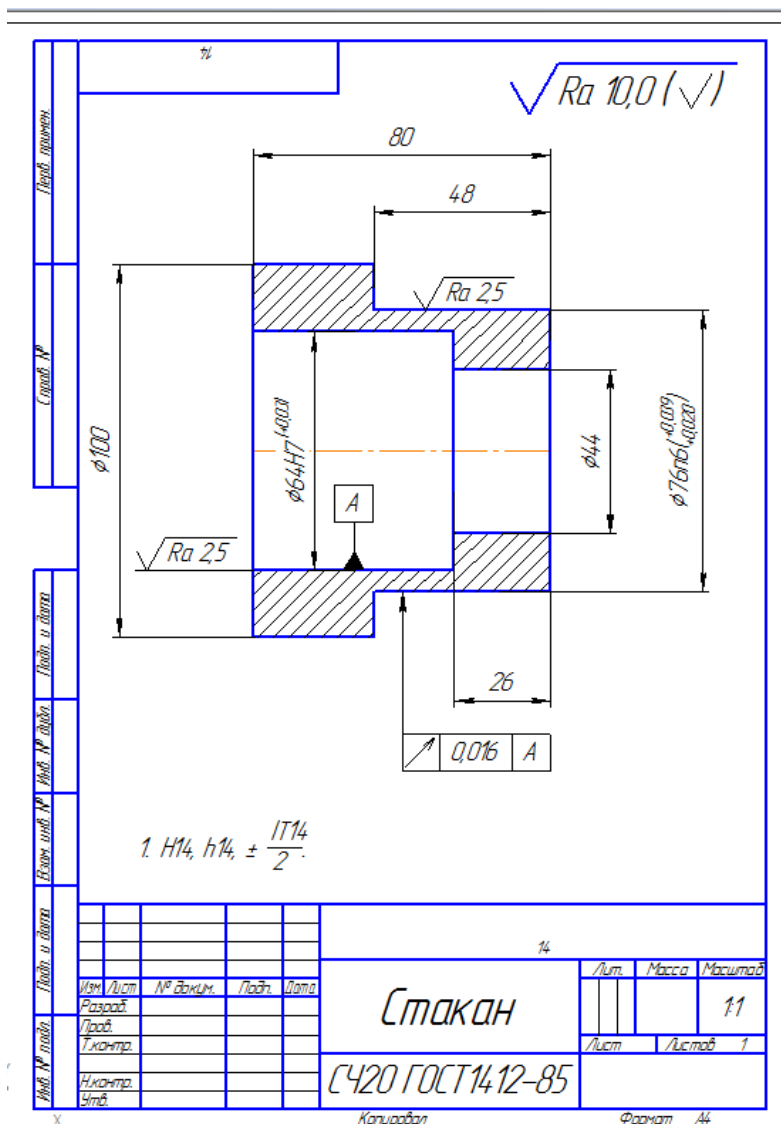 14
Перв. примен.
Справ. №
Подп. и дата
Инв. № дубл.
Взам. инв. №
Подп. и дата
Инв. № подл.
√Ra 10,0 (√)
80
48
√Ra 2,5
⌀100
⌀64H7(+0,031)
A
⌀44
⌀76n6(+0,039 +0,020)
√Ra 2,5
26
↗ 0,016 A
1. H14, h14, ± IT14/2.
14
Изм. Лист № докум. Подп. Дата
Разраб.
Пров.
Т.контр.
Н.контр.
Утв.
Стакан
Лит. Масса Масштаб
1:1
Лист Листов 1
СЧ20 ГОСТ1412-85
Копировал
Формат А4